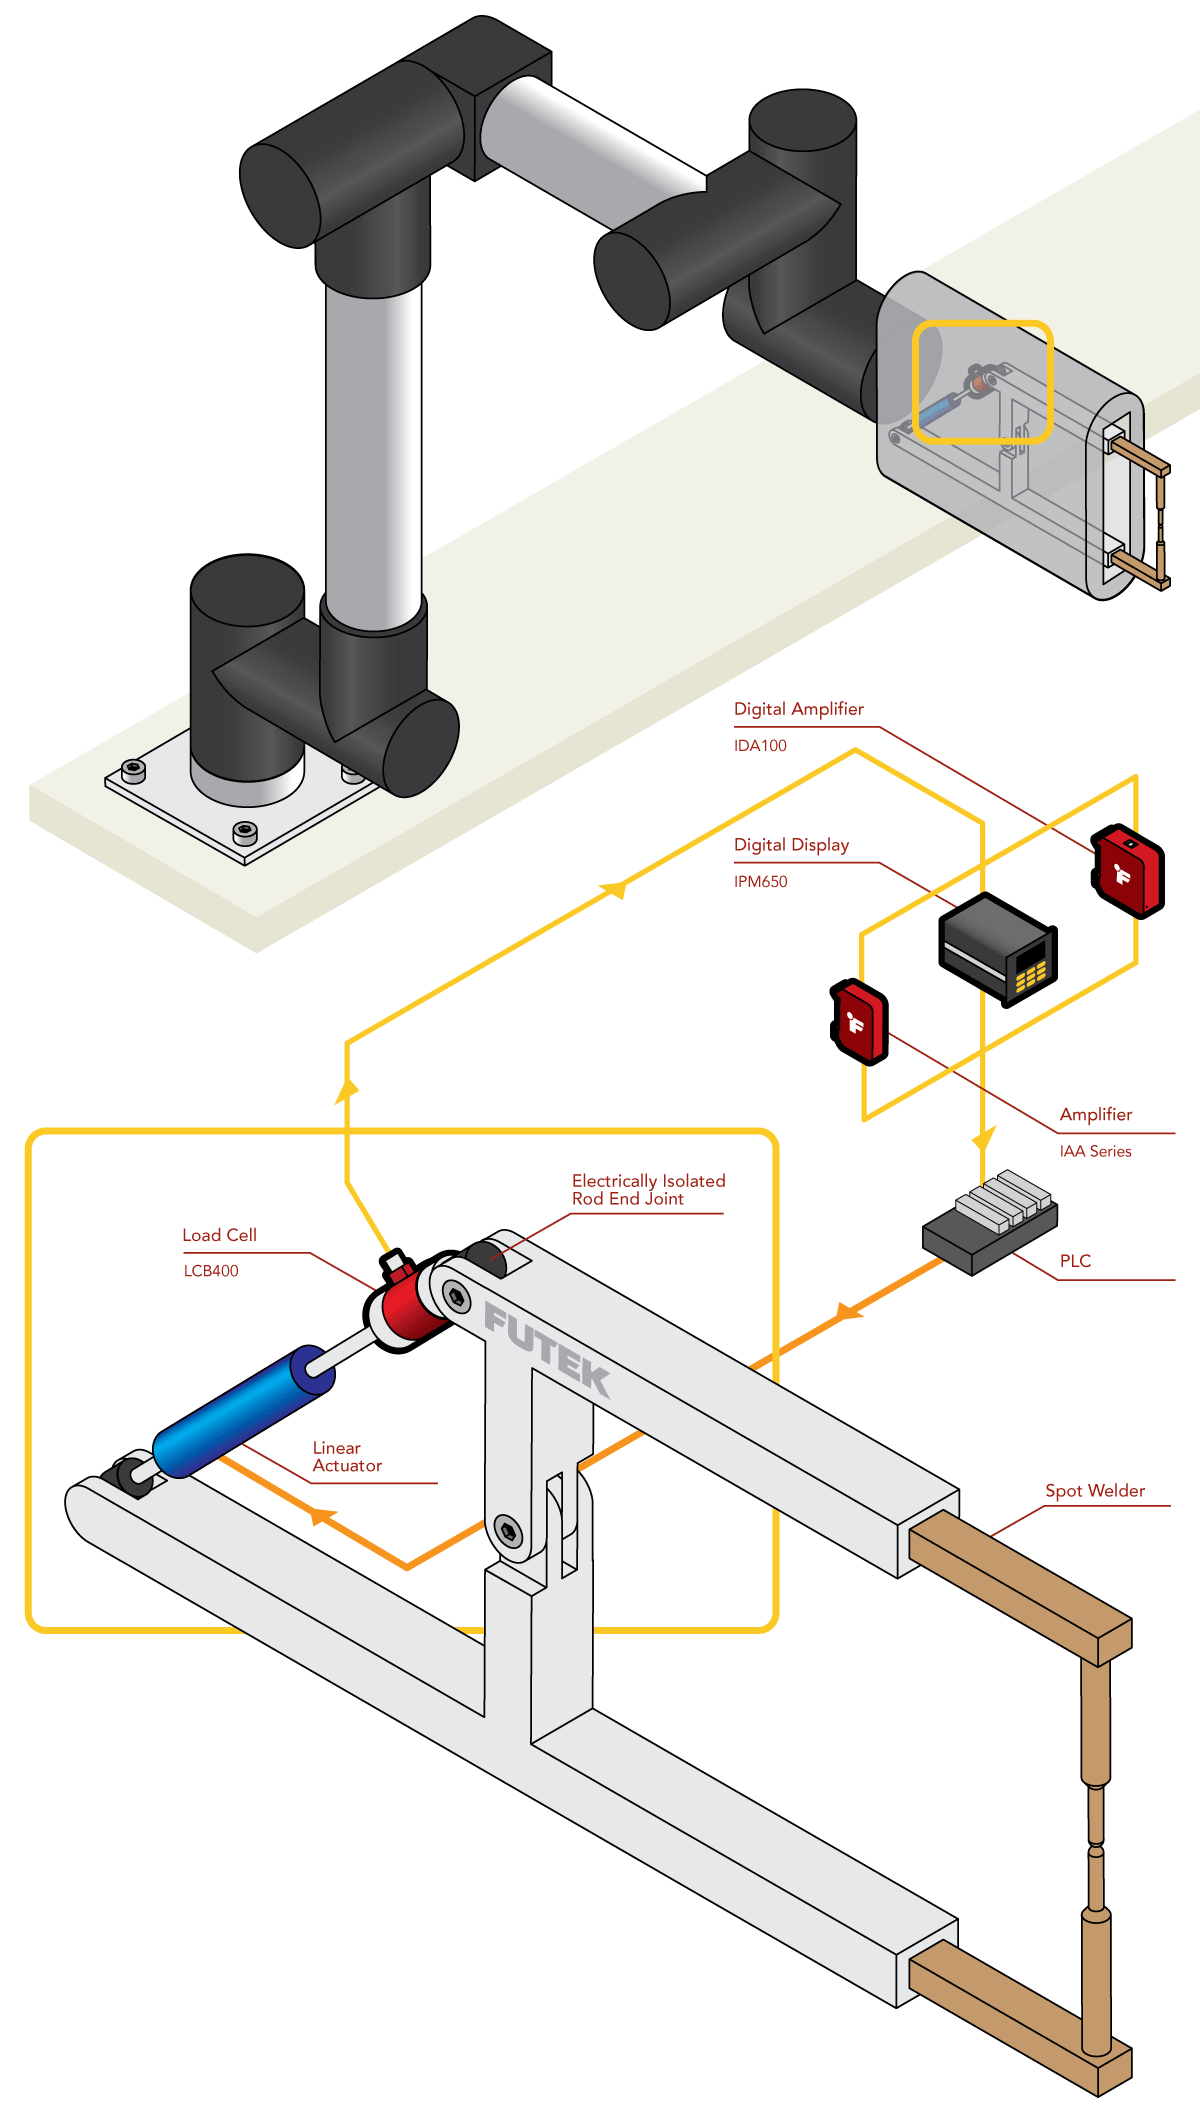 Digital Amplifier
IDA100
Digital Display
IPM650
Amplifier
IAA Series
Electrically Isolated
Rod End Joint
Load Cell
LCB400
PLC
FUTEK
Linear
Actuator
Spot Welder